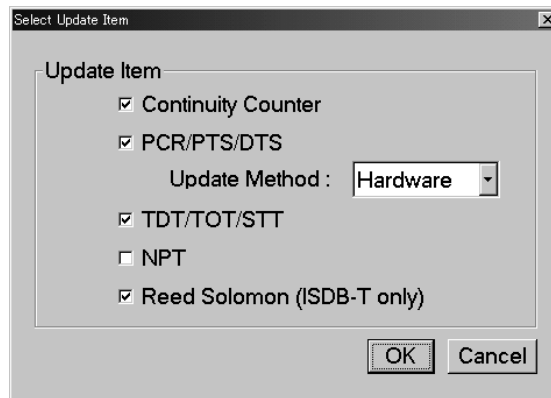 Select Update Item
Update Item
Continuity Counter
PCR/PTS/DTS
Update Method : Hardware
TDT/TOT/STT
NPT
Reed Solomon (ISDB-T only)
OK Cancel